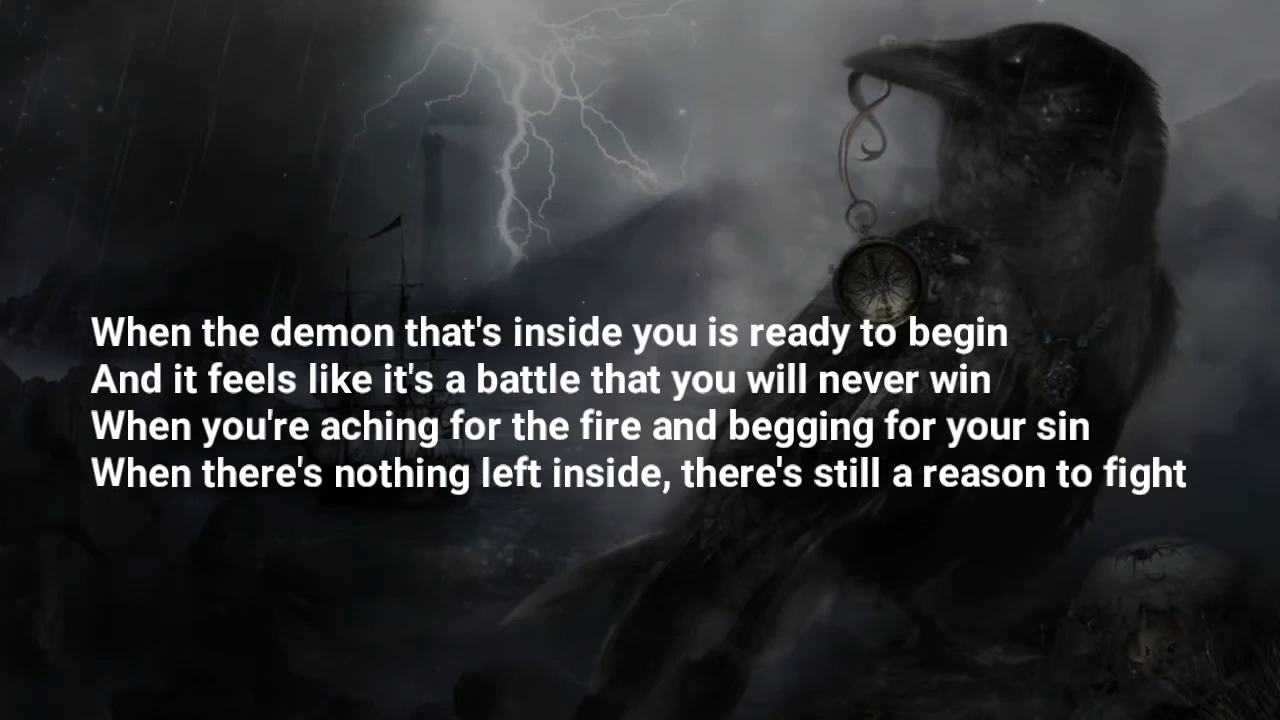 When the demon that's inside you is ready to begin
And it feels like it's a battle that you will never win
When you're aching for the fire and begging for your sin
When there's nothing left inside, there's still a reason to fight